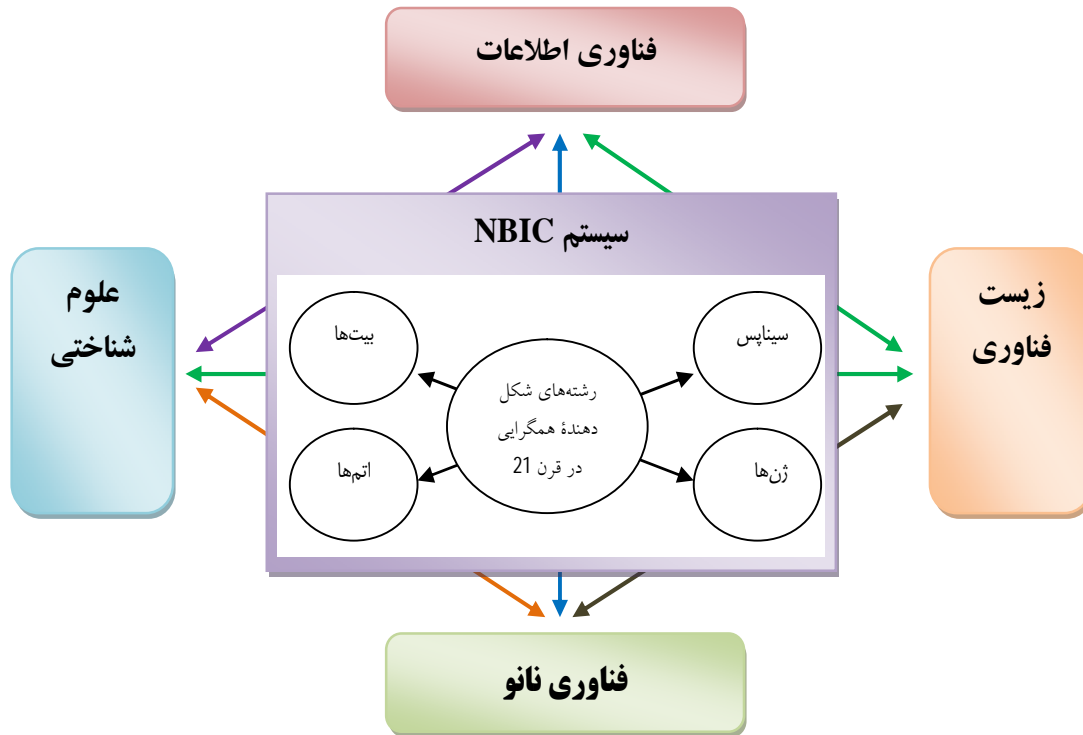 فناوری اطلاعات
سیستم NBIC
زیست
فناوری
علوم
شناختی
سیناپس
بیت‌ها
رشته‌های شکل
دهندهٔ همگرایی
در قرن 21
ژن‌ها
اتم‌ها
فناوری نانو